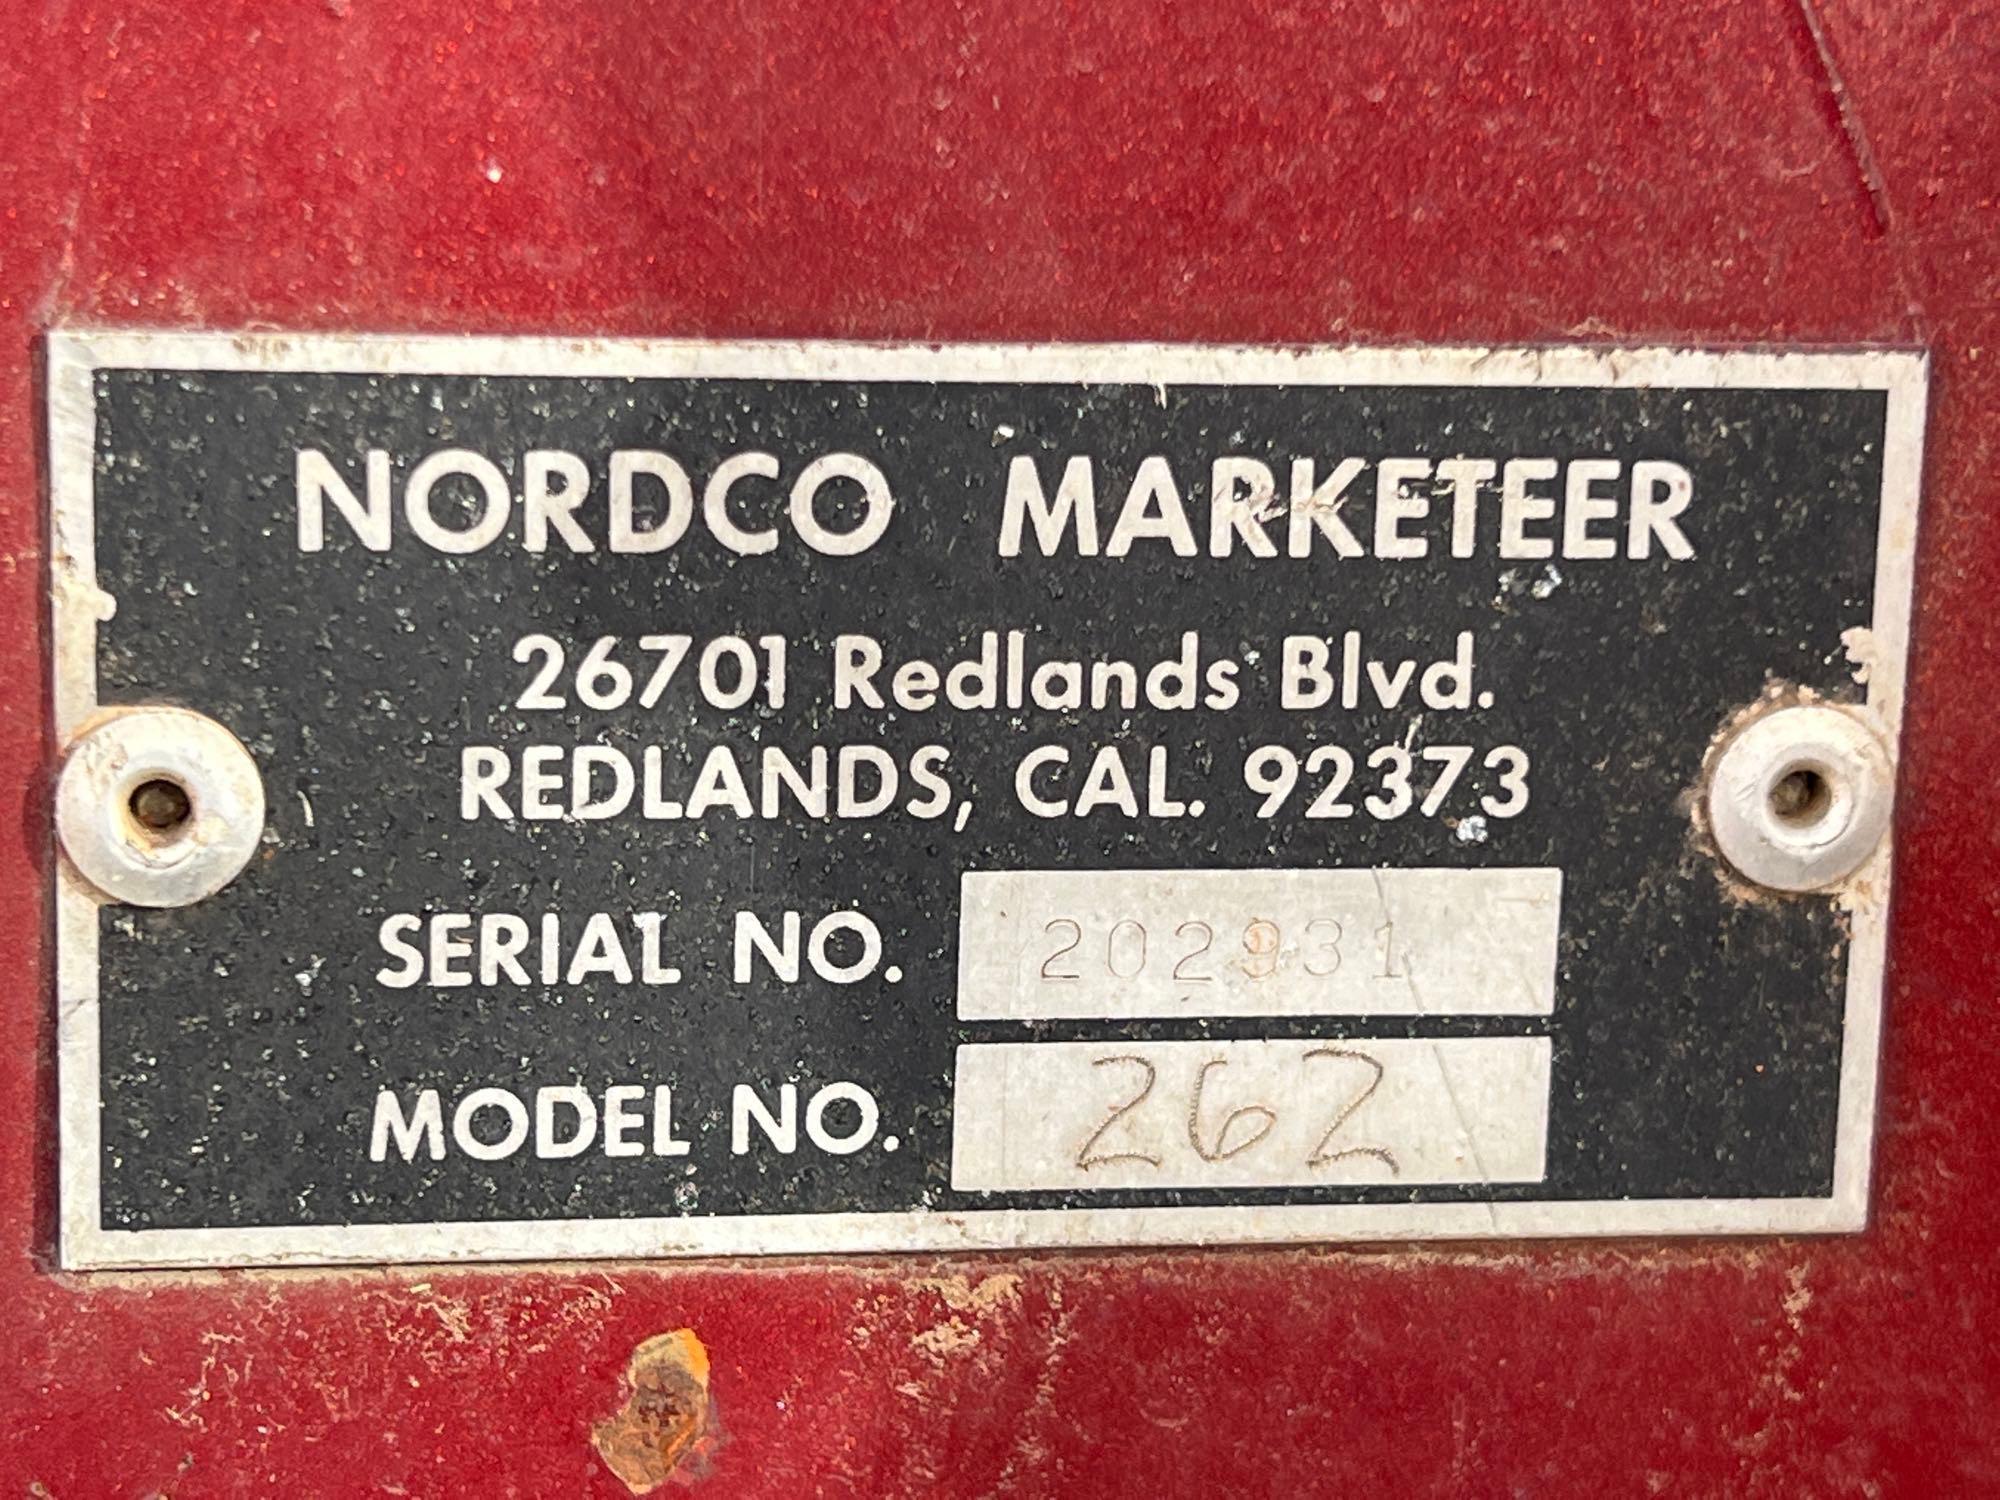 NORDCO MARKETEER
26701 Redlands Blvd.
REDLANDS, CAL. 92373
SERIAL NO. 202931
MODEL NO. 262